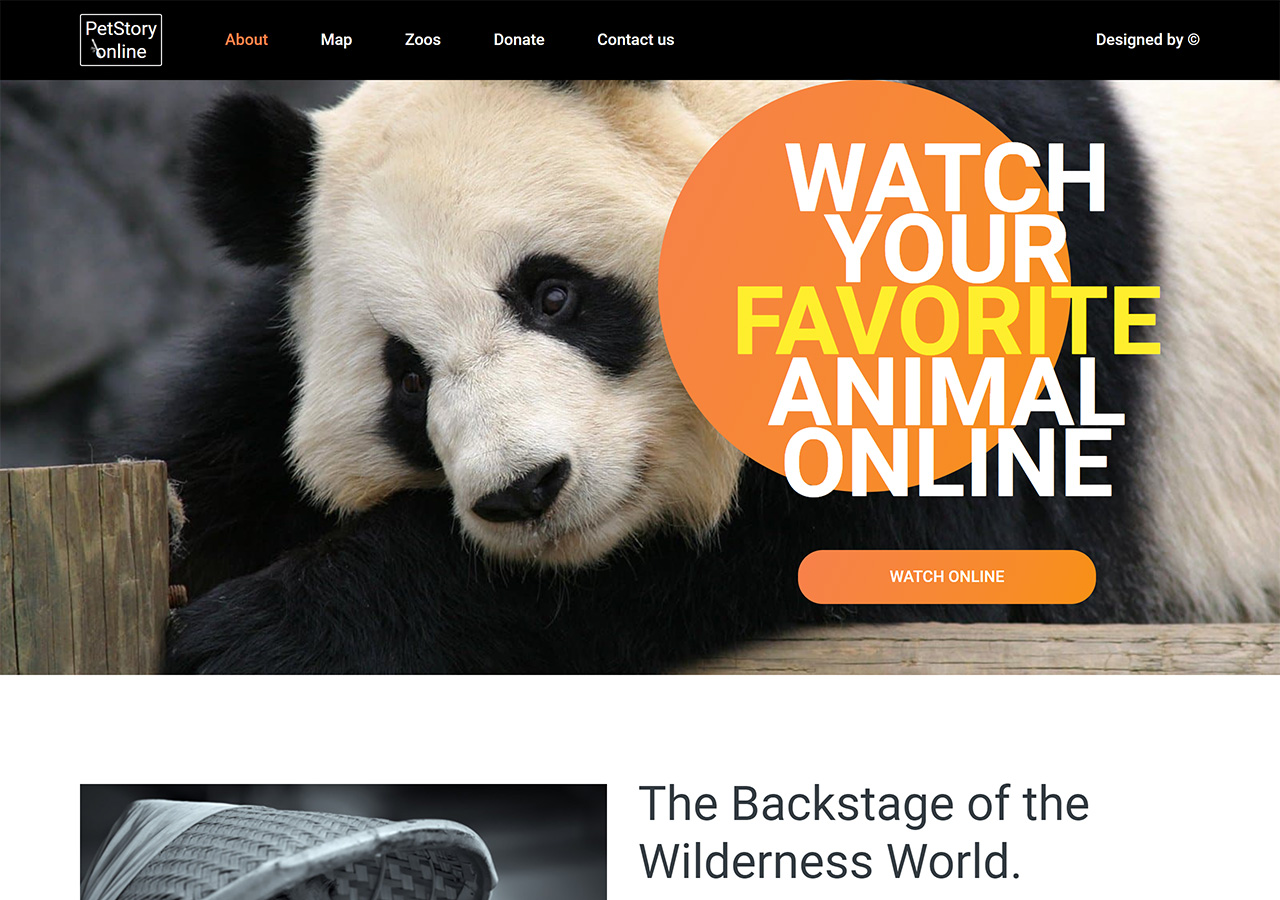 PetStory
online
About
Map
Zoos
Donate
Contact us
Designed by ©
WATCH
YOUR
FAVORITE
ANIMAL
ONLINE
WATCH ONLINE
The Backstage of the
Wilderness World.